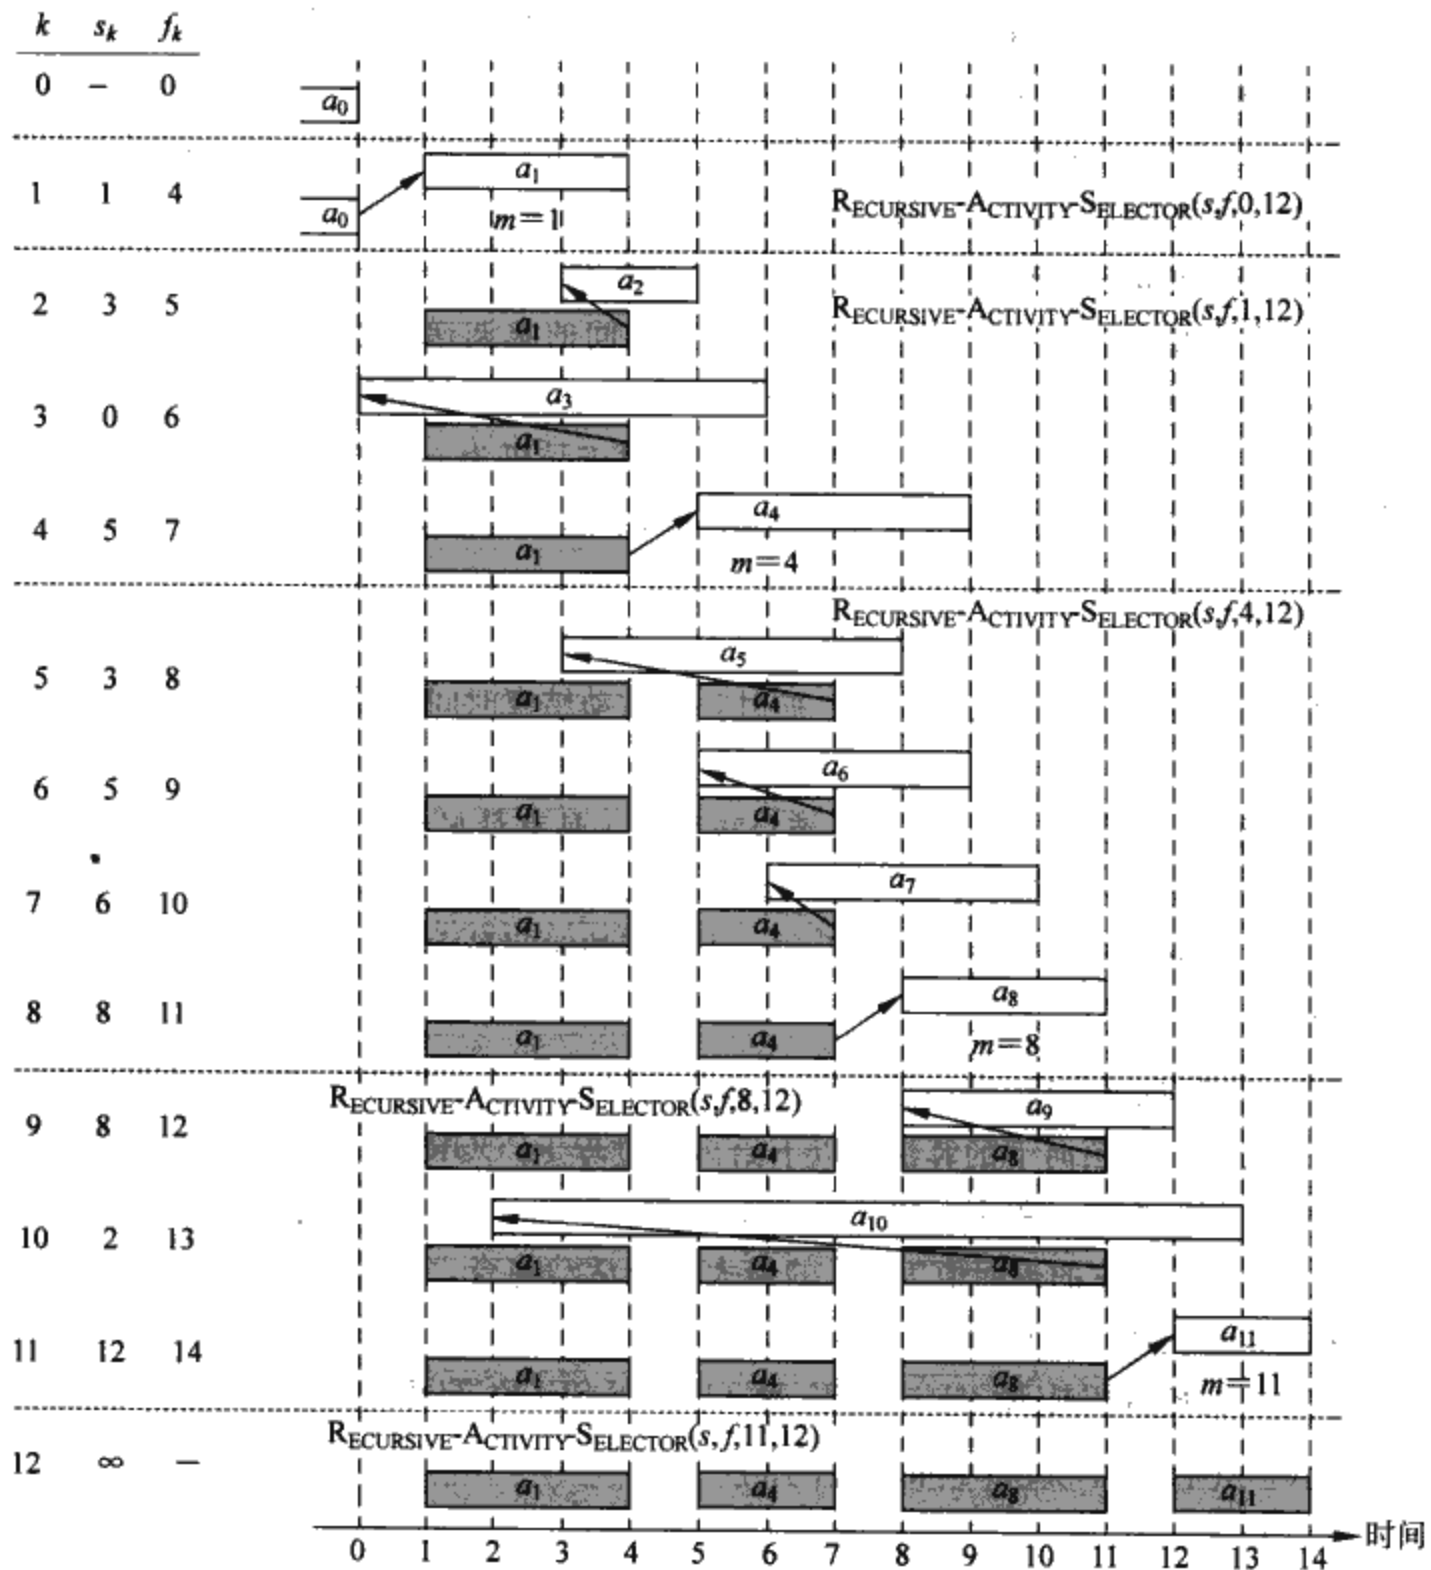 k s_k f_k
0 – 0
a_0
a_1
1 1 4
a_0
m=1
RECURSIVE-ACTIVITY-SELECTOR(s,f,0,12)
a_2
2 3 5
a_1
RECURSIVE-ACTIVITY-SELECTOR(s,f,1,12)
a_3
3 0 6
a_1
a_4
4 5 7
a_1
m=4
RECURSIVE-ACTIVITY-SELECTOR(s,f,4,12)
a_5
5 3 8
a_1 a_4
a_6
6 5 9
a_1 a_4
a_7
7 6 10
a_1 a_4
a_8
8 8 11
a_1 a_4
m=8
RECURSIVE-ACTIVITY-SELECTOR(s,f,8,12)
a_9
9 8 12
a_1 a_4 a_8
a_10
10 2 13
a_1 a_4 a_8
a_11
11 12 14
a_1 a_4 a_8
m=11
RECURSIVE-ACTIVITY-SELECTOR(s,f,11,12)
12 ∞ –
a_1 a_4 a_8 a_11
0 1 2 3 4 5 6 7 8 9 10 11 12 13 14 时间